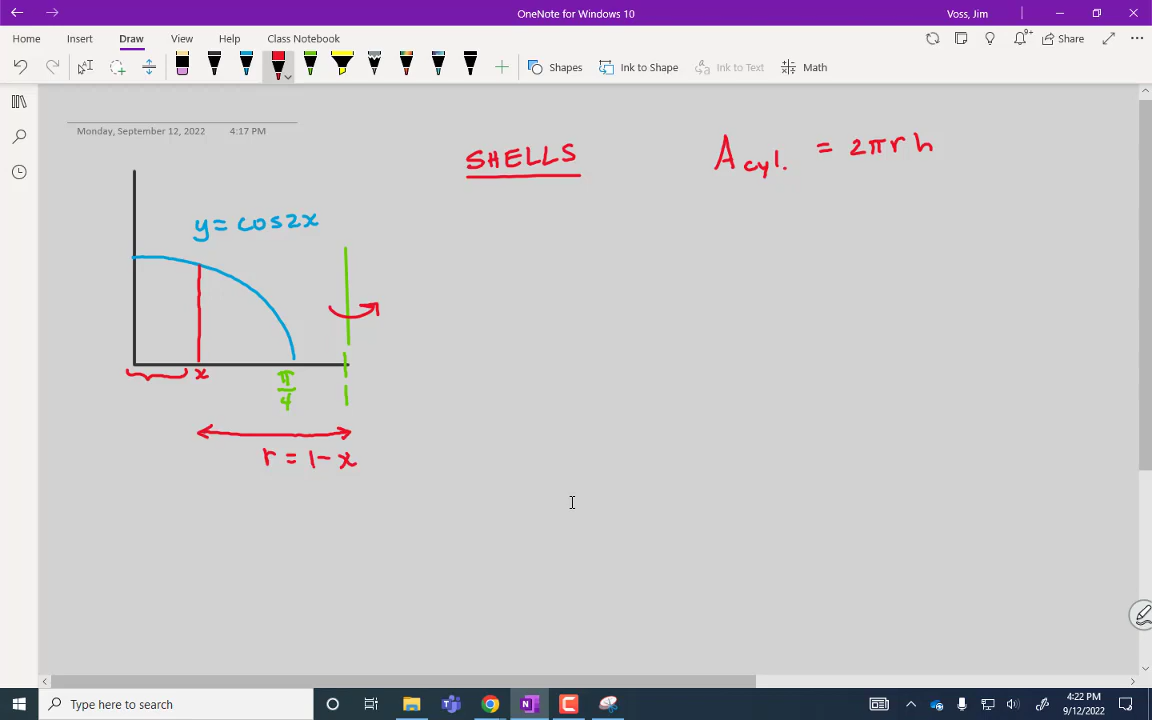 OneNote for Windows 10
Voss, Jim
Home Insert Draw View Help Class Notebook
Share
Shapes Ink to Shape Ink to Text Math
Monday, September 12, 2022 4:17 PM
SHELLS
A cyl. = 2πrh
y = cos2x
x
π/4
r = 1 - x
Type here to search
4:22 PM
9/12/2022